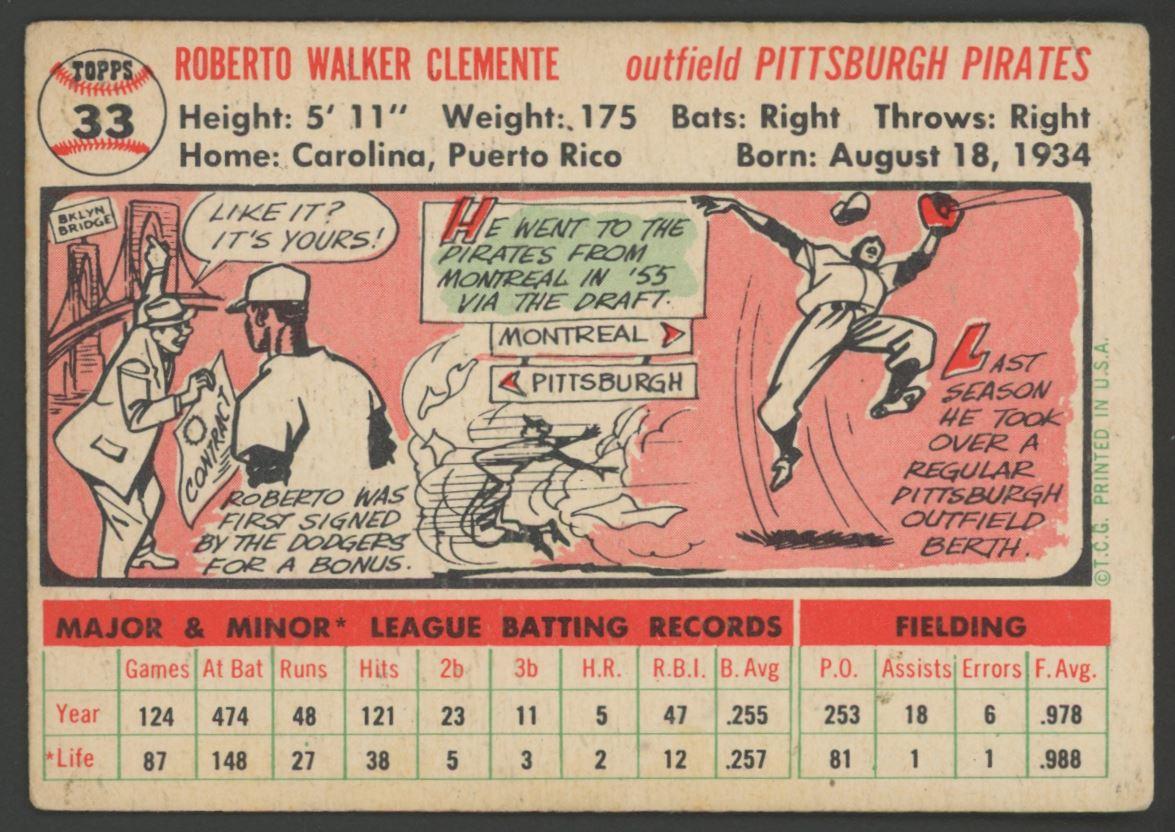 TOPPS
33
ROBERTO WALKER CLEMENTE outfield PITTSBURGH PIRATES
Height: 5' 11" Weight: 175 Bats: Right Throws: Right
Home: Carolina, Puerto Rico Born: August 18, 1934
BKLYN
BRIDGE
LIKE IT?
IT'S YOURS!
CONTRACT
ROBERTO WAS
FIRST SIGNED
BY THE DODGERS
FOR A BONUS.
HE WENT TO THE
PIRATES FROM
MONTREAL IN '55
VIA THE DRAFT.
MONTREAL
PITTSBURGH
LAST
SEASON
HE TOOK
OVER A
REGULAR
PITTSBURGH
OUTFIELD
BERTH.
©T.C.G. PRINTED IN U.S.A.
MAJOR & MINOR* LEAGUE BATTING RECORDS FIELDING
Games At Bat Runs Hits 2b 3b H.R. R.B.I. B. Avg P.O. Assists Errors F. Avg.
Year 124 474 48 121 23 11 5 47 .255 253 18 6 .978
*Life 87 148 27 38 5 3 2 12 .257 81 1 1 .988